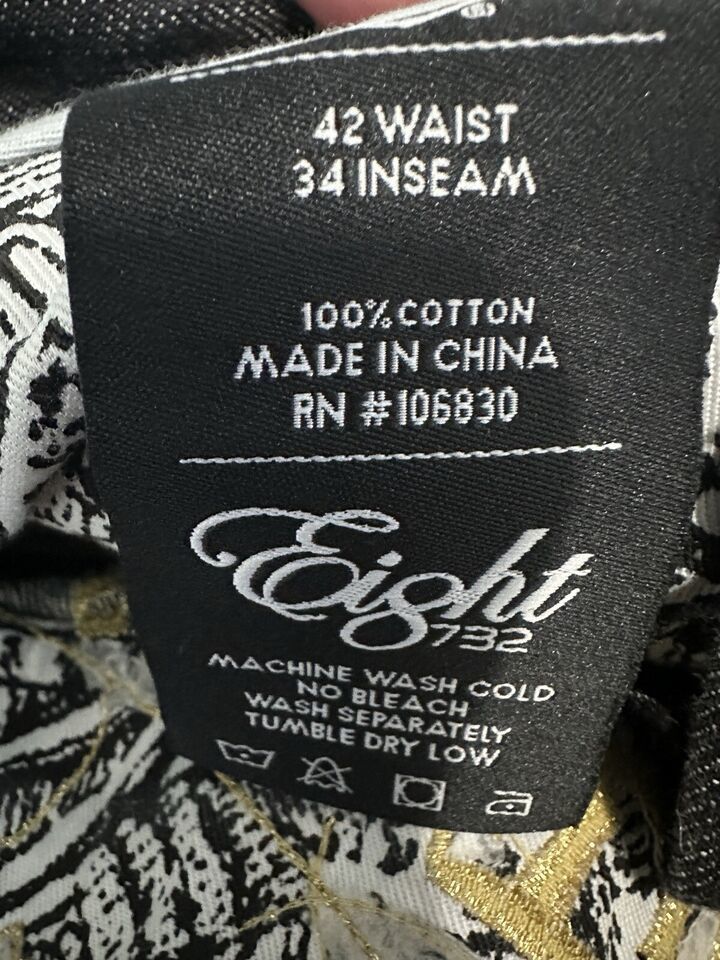 42 WAIST
34 INSEAM
100% COTTON
MADE IN CHINA
RN #106830
Eight
732
MACHINE WASH COLD
NO BLEACH
WASH SEPARATELY
TUMBLE DRY LOW